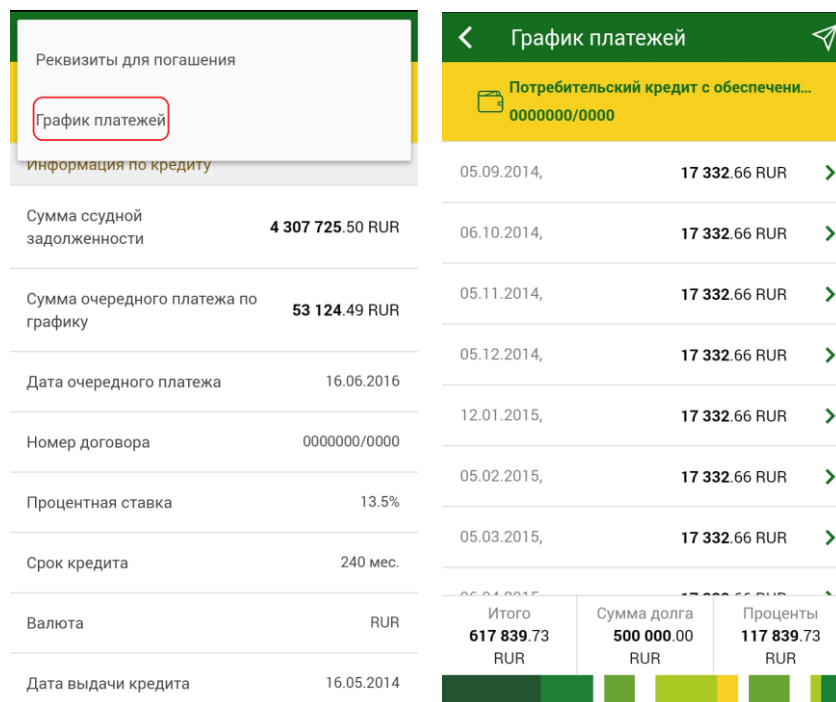 Реквизиты для погашения
График платежей
Информация по кредиту
Сумма ссудной
задолженности
4 307 725.50 RUR
Сумма очередного платежа по
графику
53 124.49 RUR
Дата очередного платежа 16.06.2016
Номер договора 0000000/0000
Процентная ставка 13.5%
Срок кредита 240 мес.
Валюта RUR
Дата выдачи кредита 16.05.2014
График платежей
Потребительский кредит с обеспечени...
0000000/0000
05.09.2014, 17 332.66 RUR
06.10.2014, 17 332.66 RUR
05.11.2014, 17 332.66 RUR
05.12.2014, 17 332.66 RUR
12.01.2015, 17 332.66 RUR
05.02.2015, 17 332.66 RUR
05.03.2015, 17 332.66 RUR
Итого Сумма долга Проценты
617 839.73 500 000.00 117 839.73
RUR RUR RUR